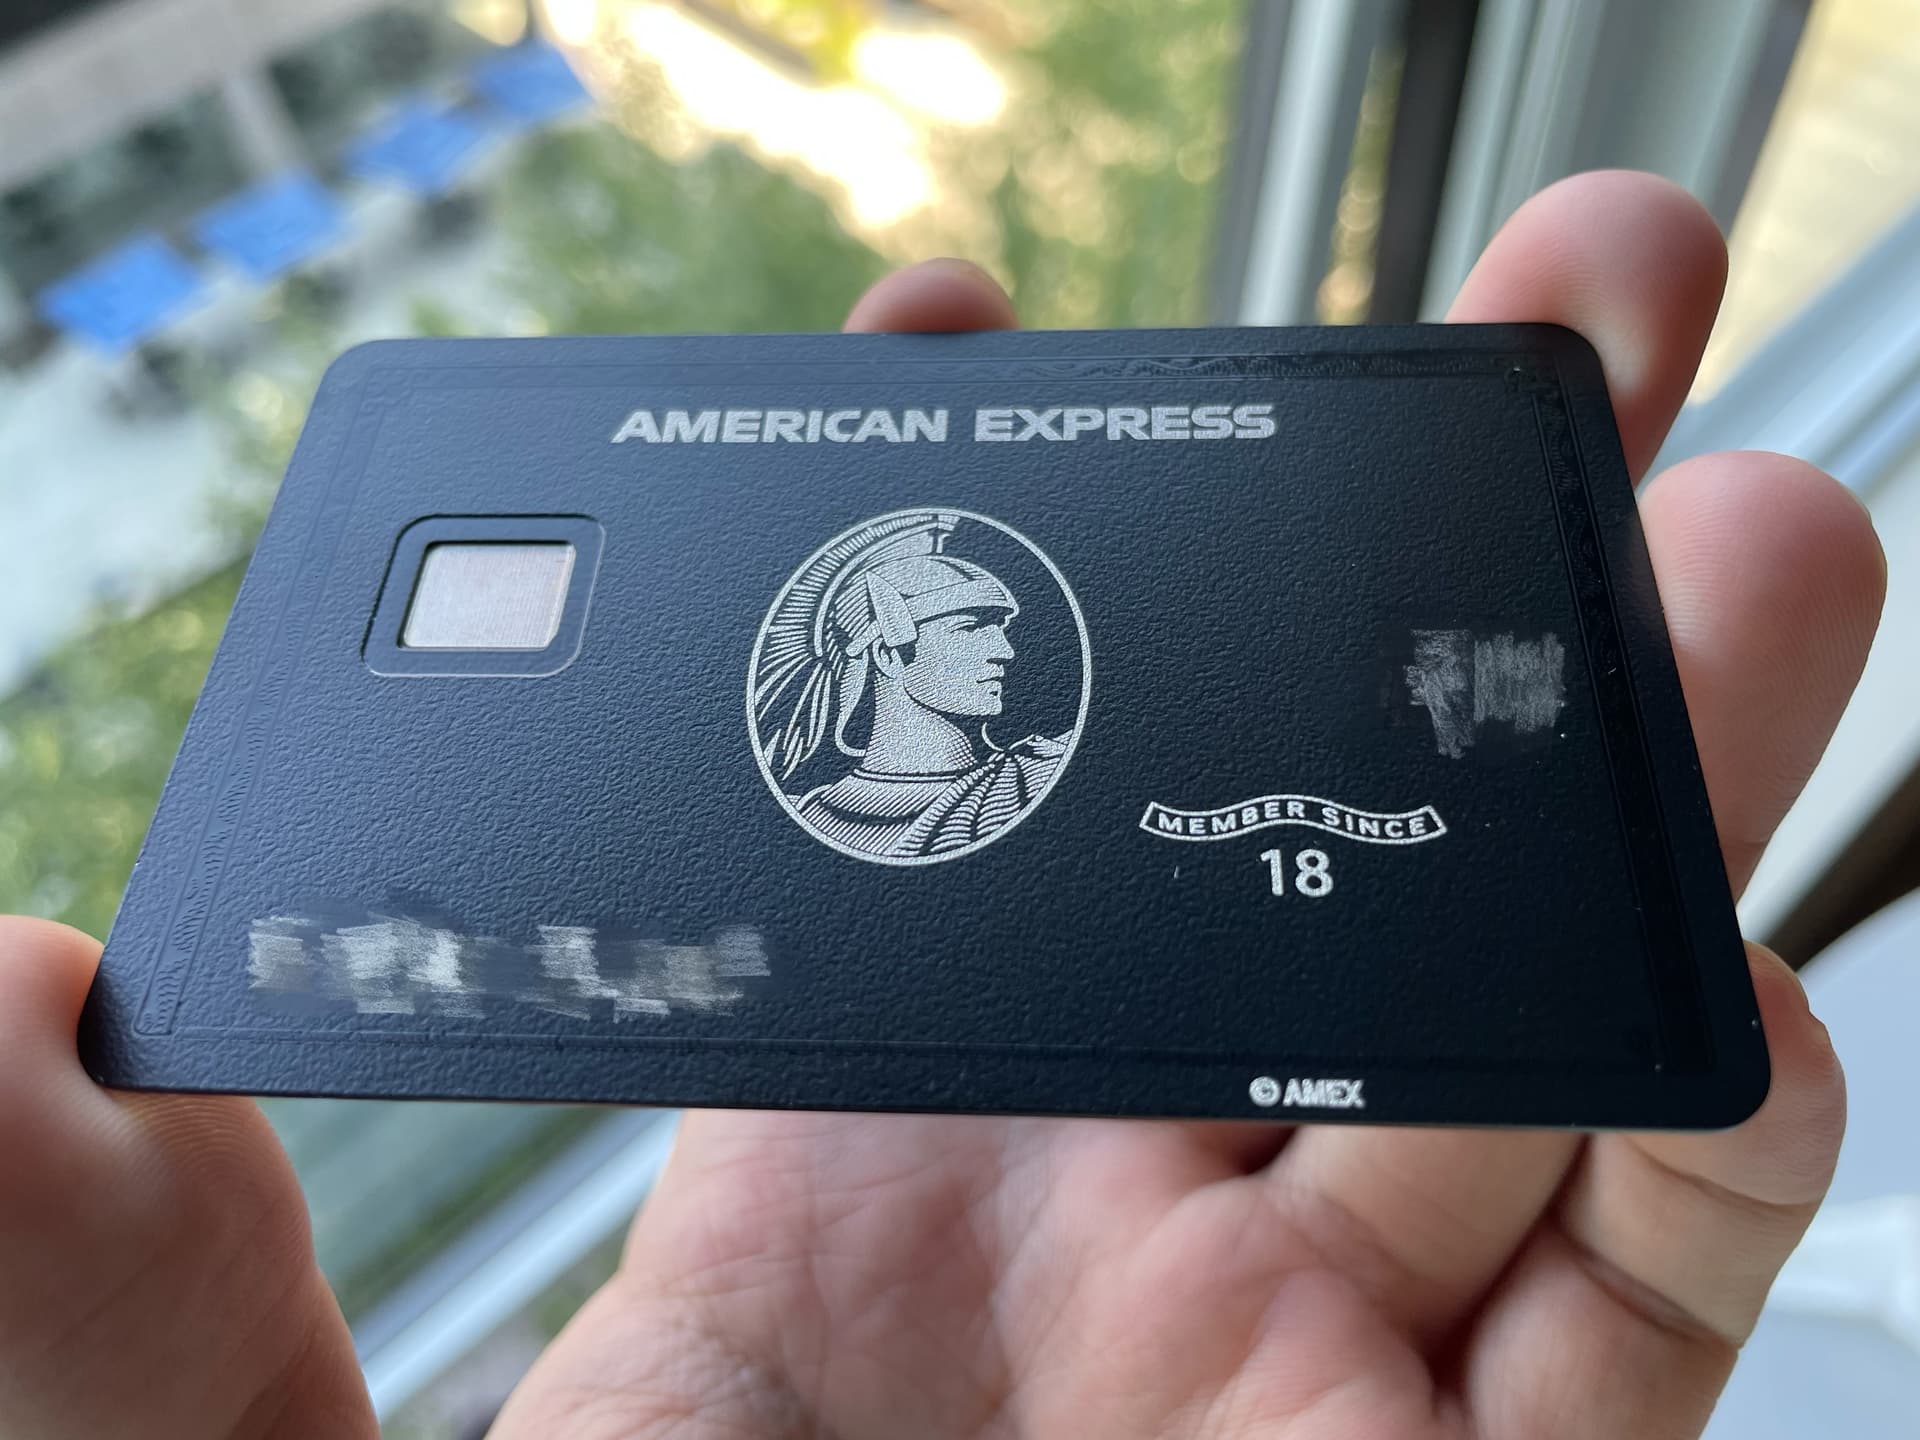 AMERICAN EXPRESS
MEMBER SINCE
18
© AMEX